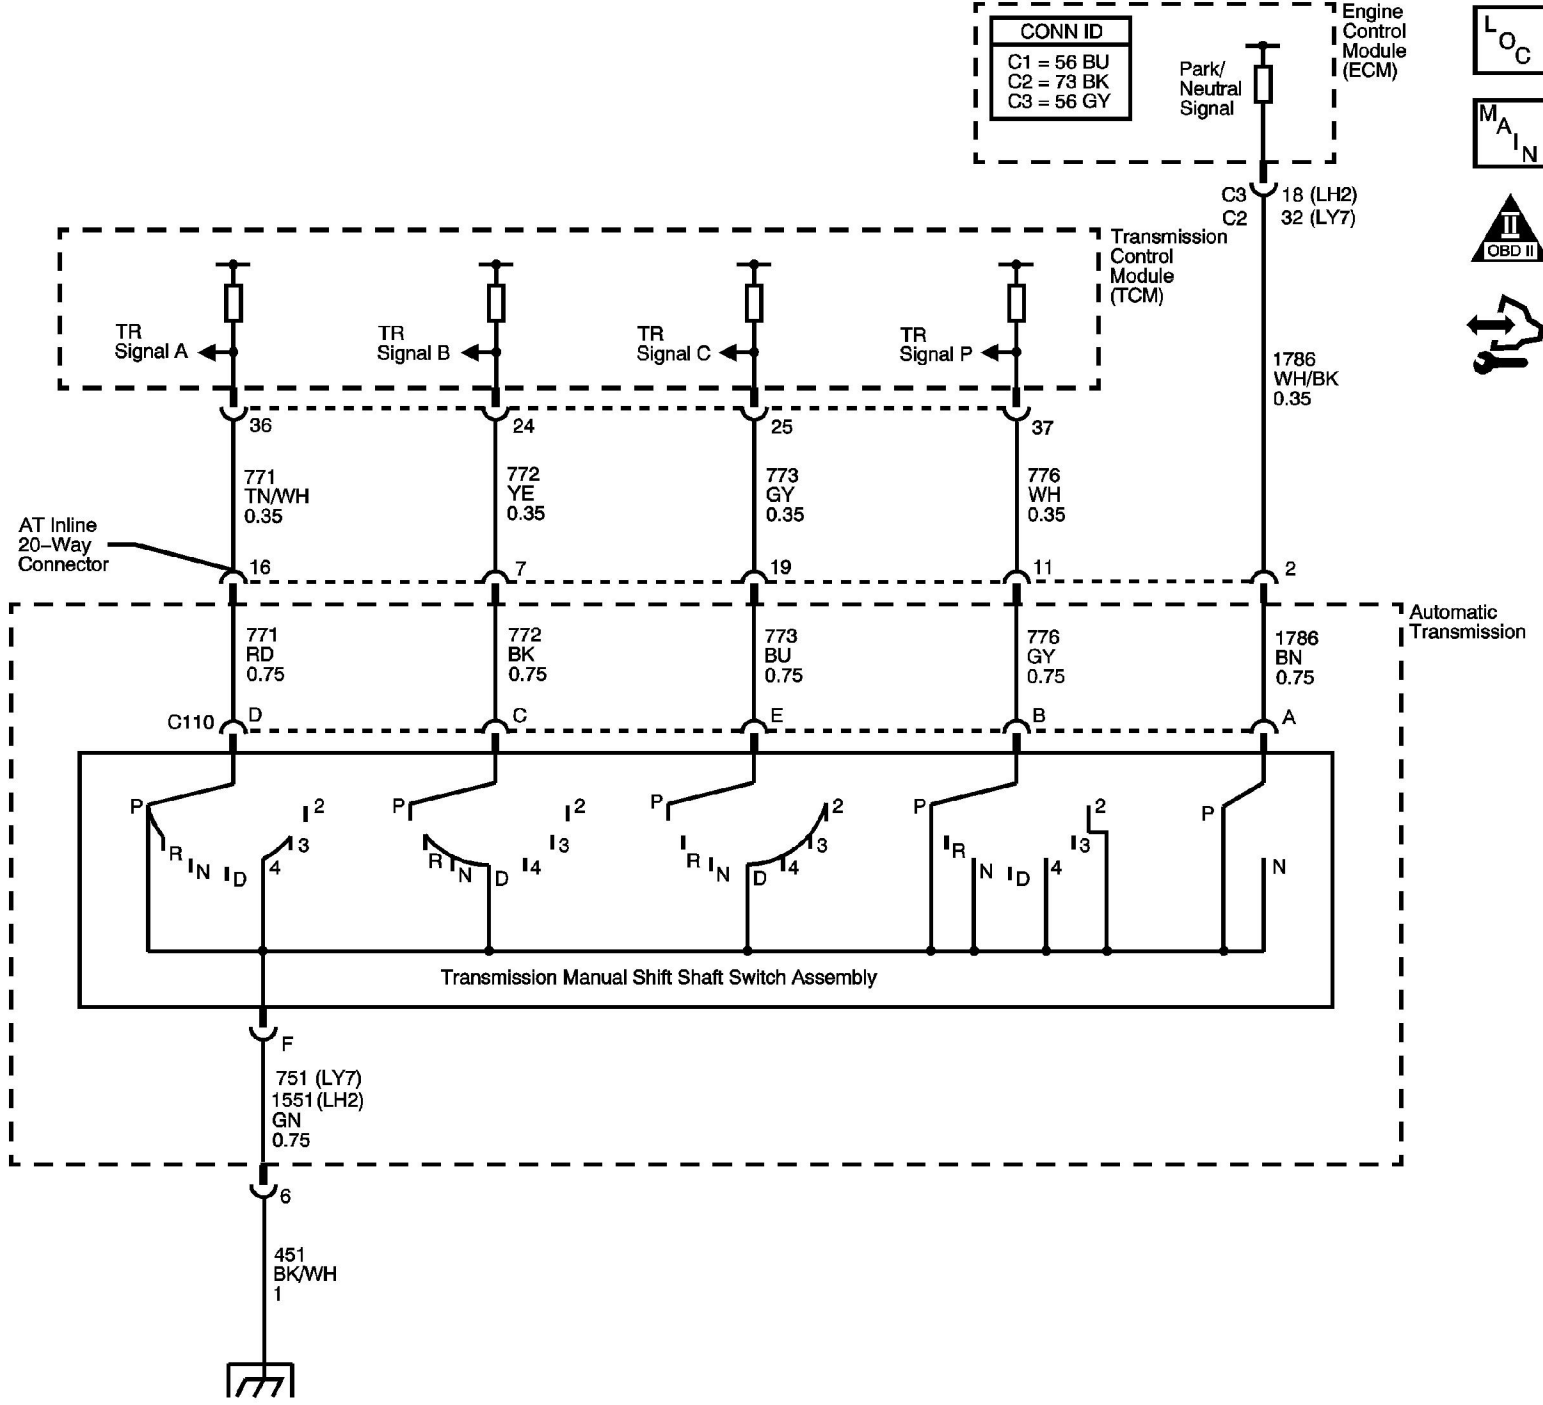 CONN ID
C1 = 56 BU
C2 = 73 BK
C3 = 56 GY
Park/
Neutral
Signal
Engine
Control
Module
(ECM)
LOC
MAIN
II
OBD II
C3 18 (LH2)
C2 32 (LY7)
Transmission
Control
Module
(TCM)
TR
Signal A
TR
Signal B
TR
Signal C
TR
Signal P
1786
WH/BK
0.35
36
24
25
37
771
TN/WH
0.35
772
YE
0.35
773
GY
0.35
776
WH
0.35
AT Inline
20-Way
Connector
16
7
19
11
2
Automatic
Transmission
771
RD
0.75
772
BK
0.75
773
BU
0.75
776
GY
0.75
1786
BN
0.75
C110
D
C
E
B
A
P R N D 4 3 2
P R N D 4 3 2
P R N D 4 3 2
P R N D 4 3 2
P N
Transmission Manual Shift Shaft Switch Assembly
F
751 (LY7)
1551 (LH2)
GN
0.75
6
451
BK/WH
1